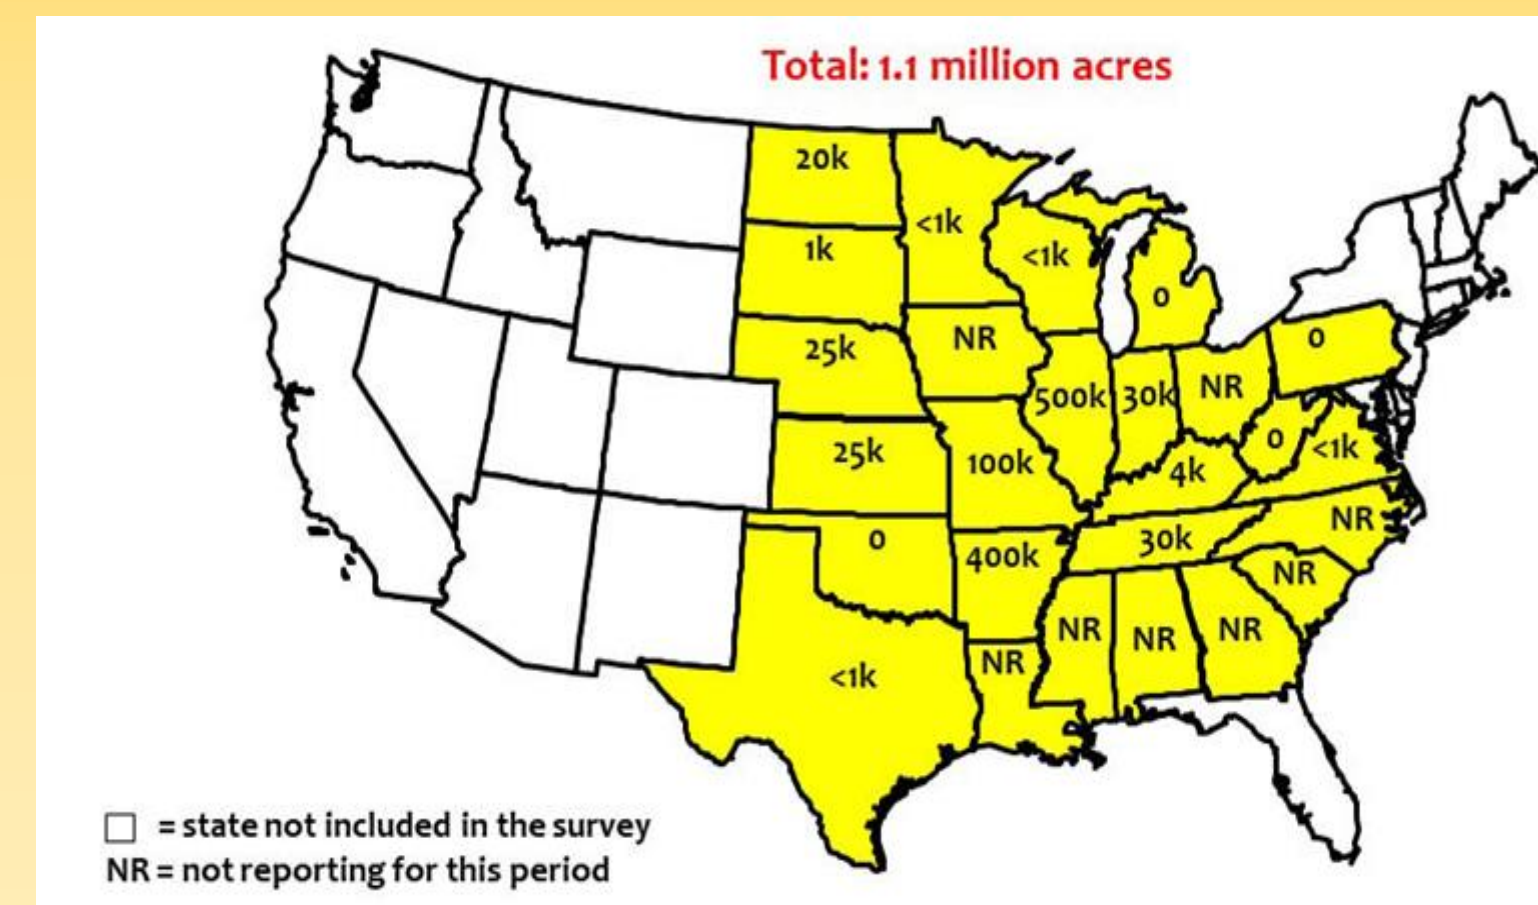 Total: 1.1 million acres
20k
<1k
1k
<1k
0
25k
NR
0
500k
30k
NR
25k
100k
4k
0
<1k
0
400k
30k
NR
NR
<1k
NR
NR
NR
NR
☐ = state not included in the survey
NR = not reporting for this period